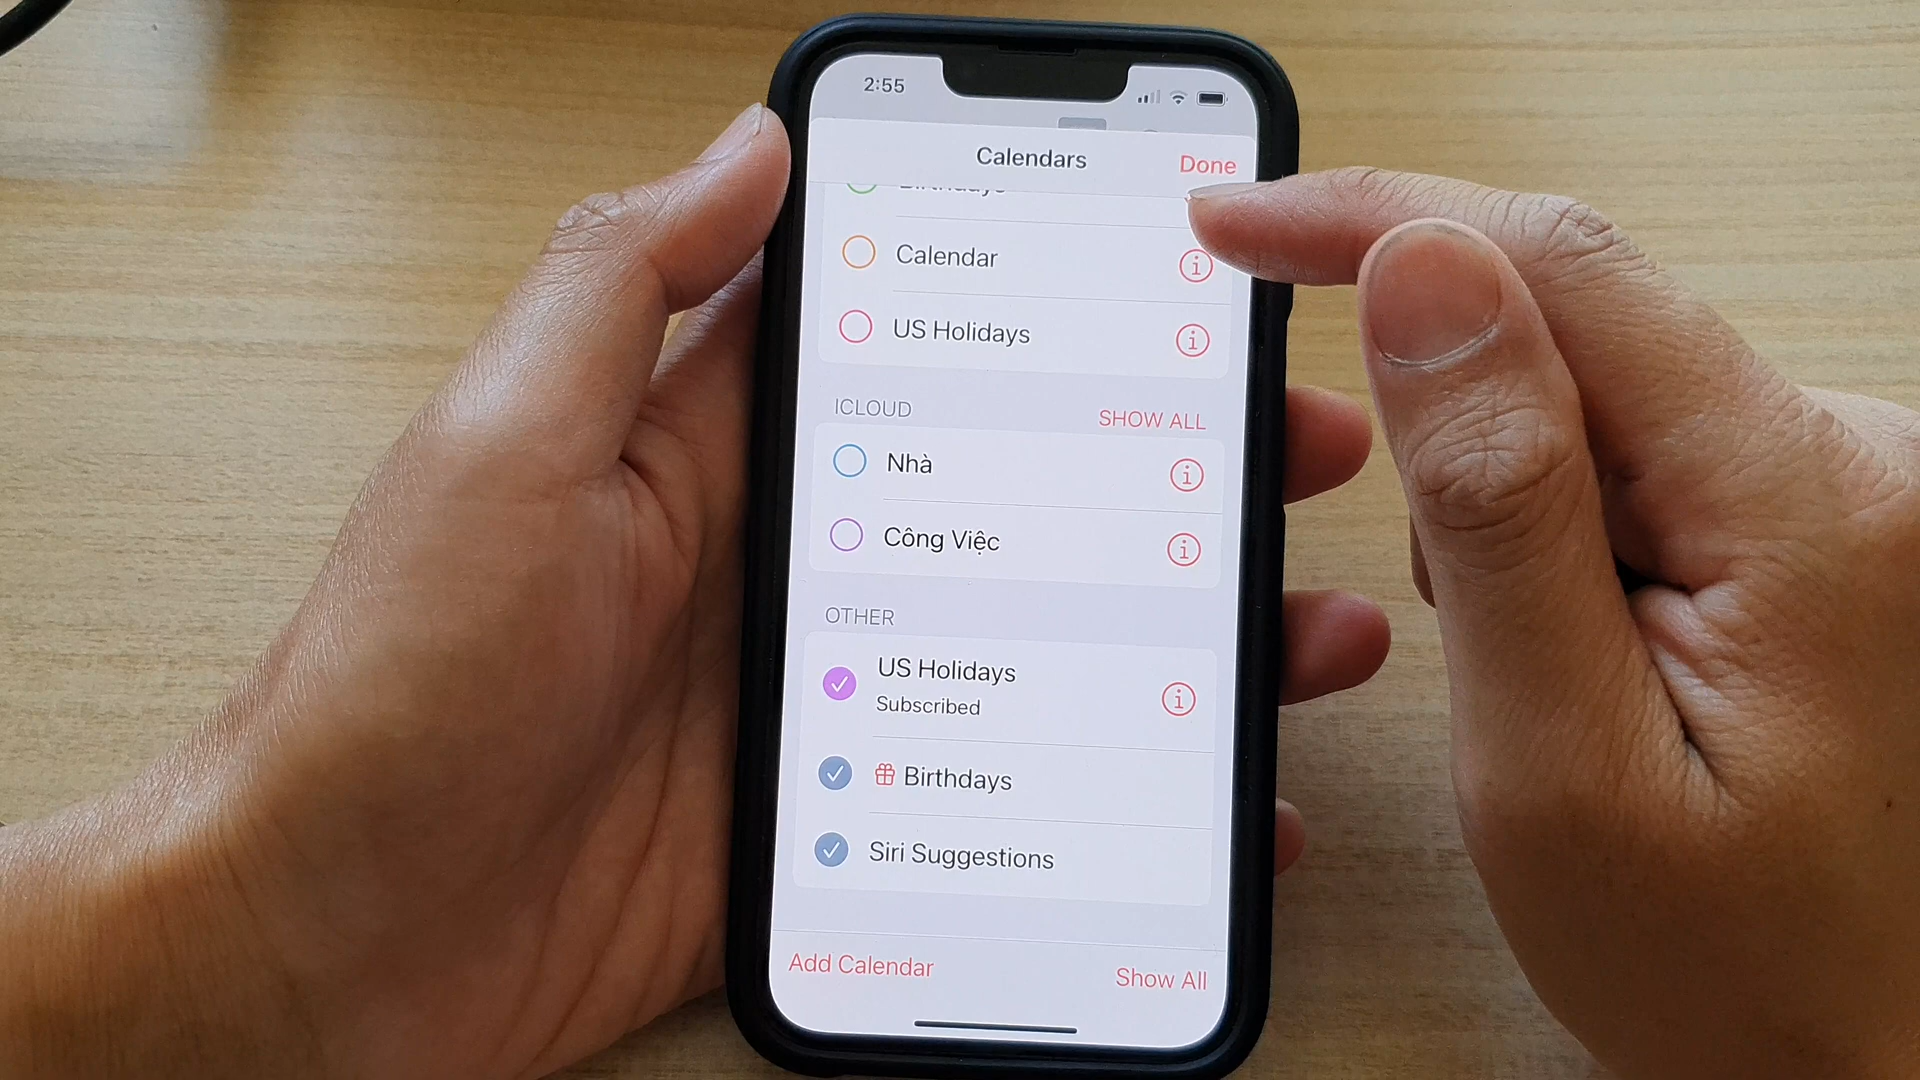 2:55
Calendars
Done
Birthdays
Calendar
US Holidays
ICLOUD
SHOW ALL
Nhà
Công Việc
OTHER
US Holidays
Subscribed
Birthdays
Siri Suggestions
Add Calendar
Show All